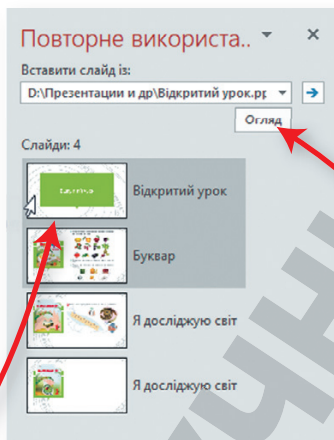 Повторне використа..
Вставити слайд із:
D:\Презентации и др\Відкритий урок.pp
Огляд
Слайди: 4
Відкритий урок
Буквар
Я досліджую світ
Я досліджую світ